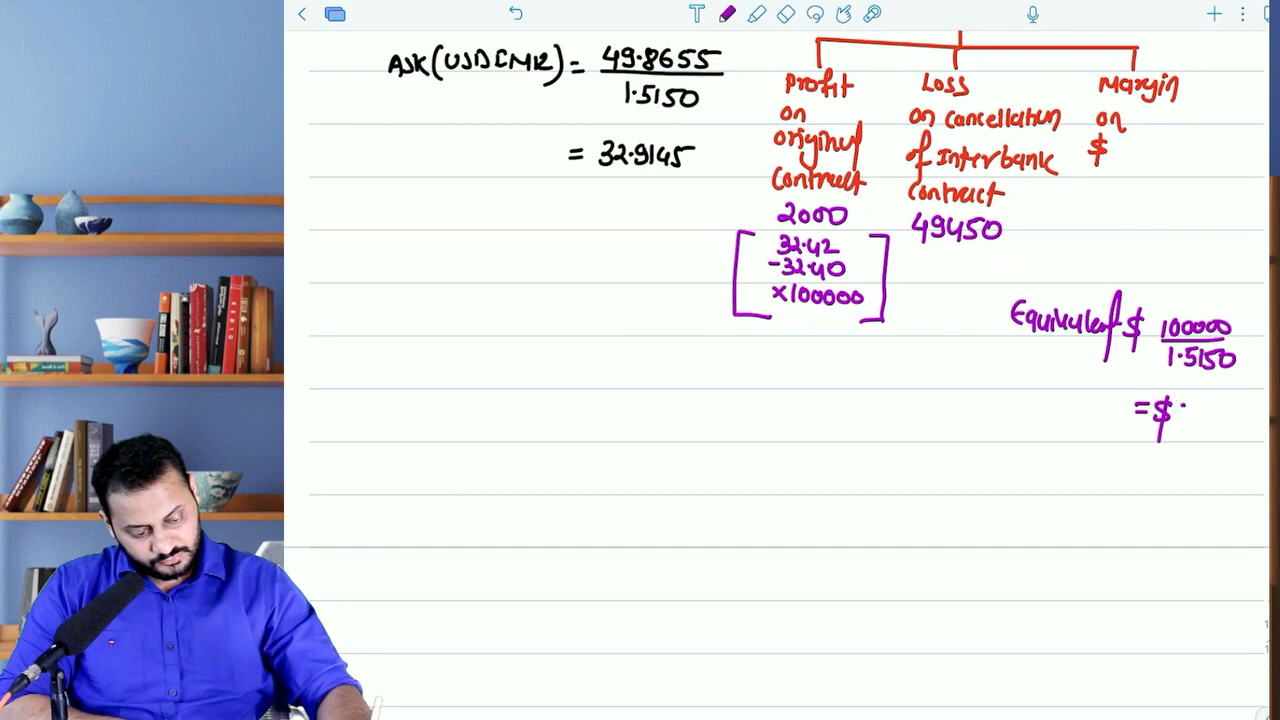 ASK(USDINR) = 49.8655
1.5150
= 32.9145
Profit
on
original
Contract
2000
32.42
-32.40
×100000
Loss
on cancellation
of Interbank
contract
49450
Margin
on
$
Equivalent $ 100000
1.5150
= $ .